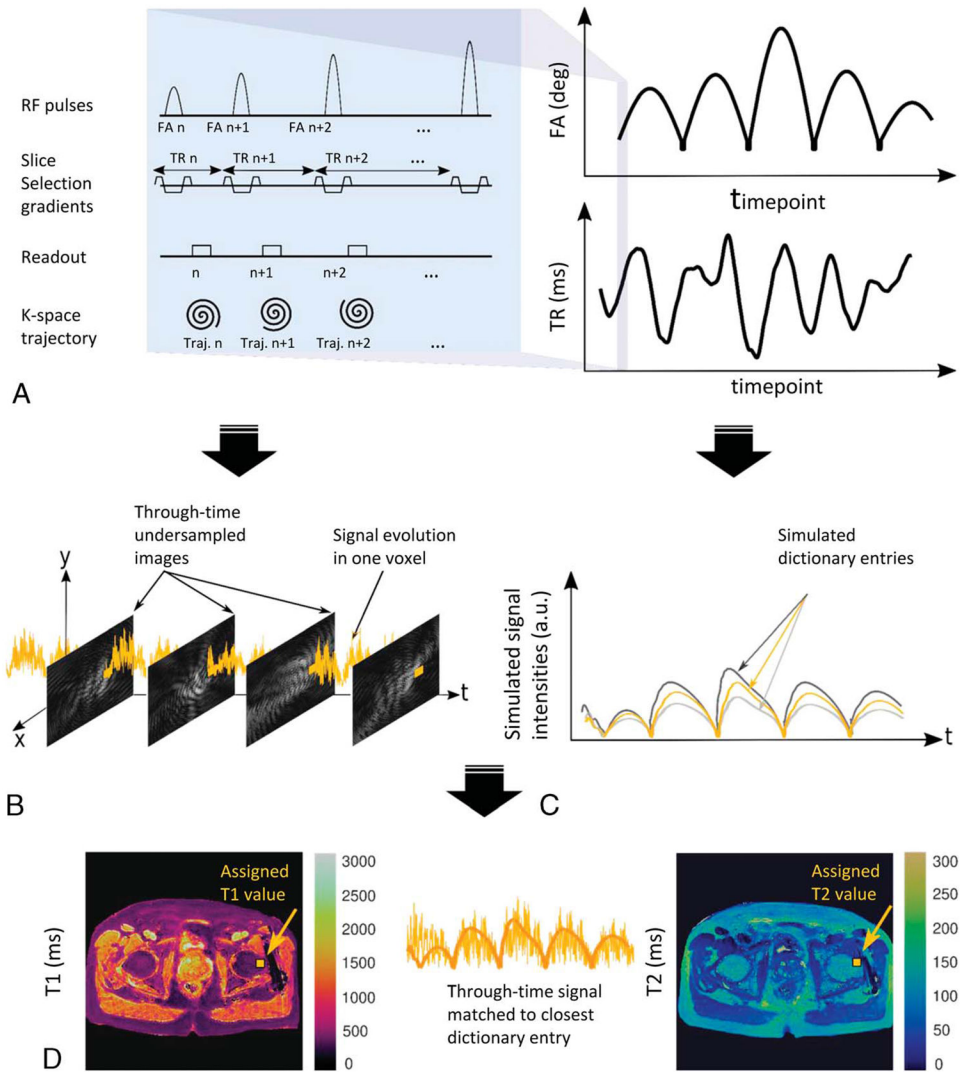 RF pulses
FA n
FA n+1
FA n+2
...
Slice
Selection
gradients
TR n
TR n+1
TR n+2
...
Readout
n
n+1
n+2
...
K-space
trajectory
Traj. n
Traj. n+1
Traj. n+2
...
FA (deg)
timepoint
TR (ms)
timepoint
A
Through-time
undersampled
images
Signal evolution
in one voxel
y
x
t
B
Simulated
dictionary entries
Simulated signal
intensities (a.u.)
t
C
T1 (ms)
Assigned
T1 value
3000
2500
2000
1500
1000
500
0
Through-time signal
matched to closest
dictionary entry
T2 (ms)
Assigned
T2 value
300
250
200
150
100
50
0
D